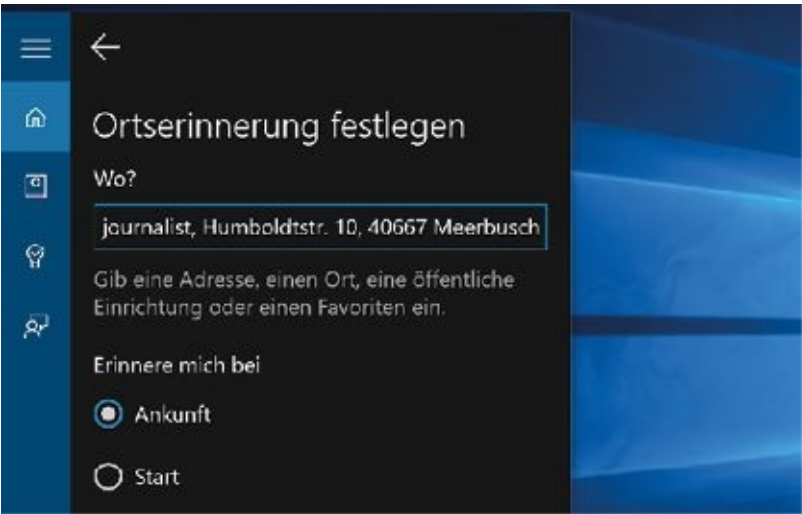 Ortserinnerung festlegen
Wo?
journalist, Humboldtstr. 10, 40667 Meerbusch
Gib eine Adresse, einen Ort, eine öffentliche
Einrichtung oder einen Favoriten ein.
Erinnere mich bei
Ankunft
Start